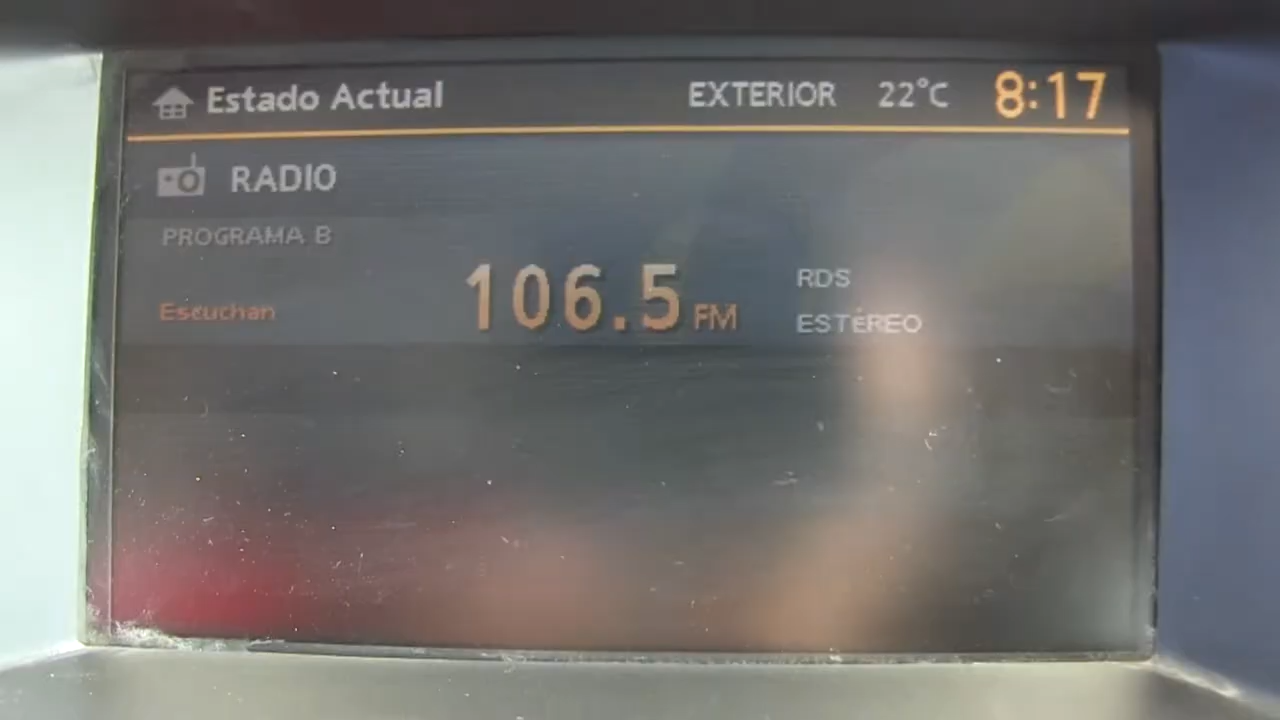 Estado Actual EXTERIOR 22°C 8:17
RADIO
PROGRAMA B
Escuchan 106.5 FM RDS
ESTéREO